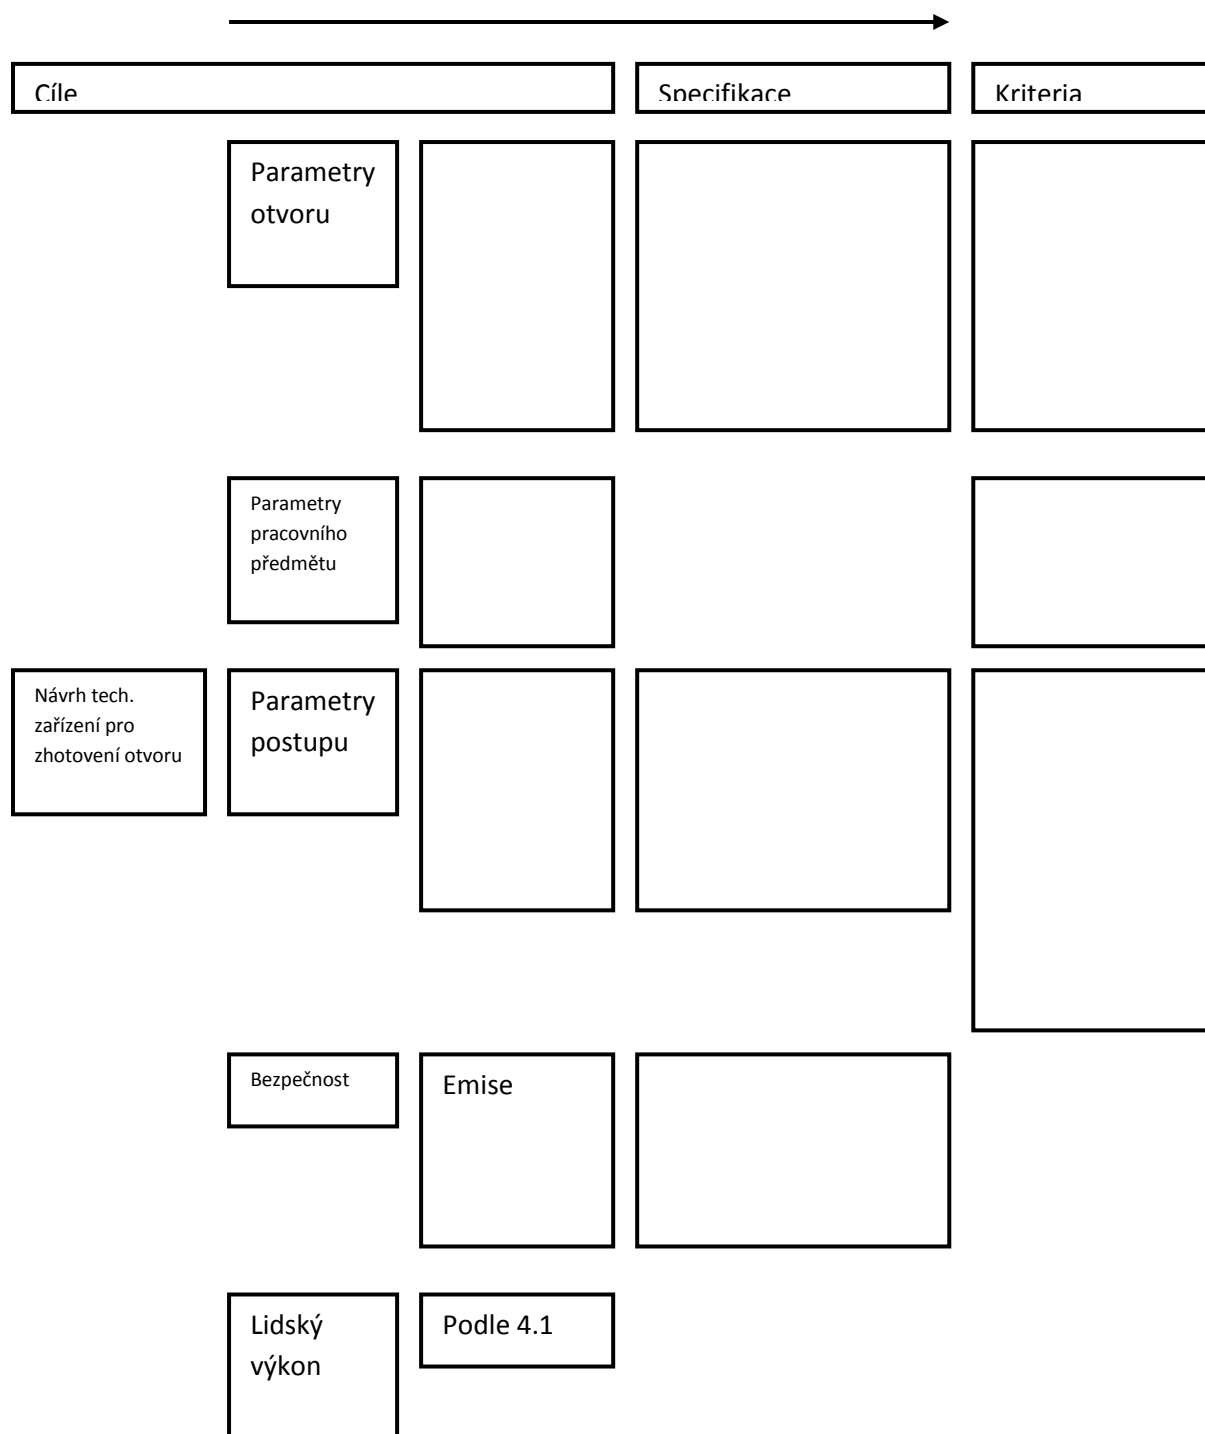 Cíle
Specifikace
Kriteria
Parametry
otvoru
Parametry
pracovního
předmětu
Návrh tech.
zařízení pro
zhotovení otvoru
Parametry
postupu
Bezpečnost
Emise
Lidský
výkon
Podle 4.1